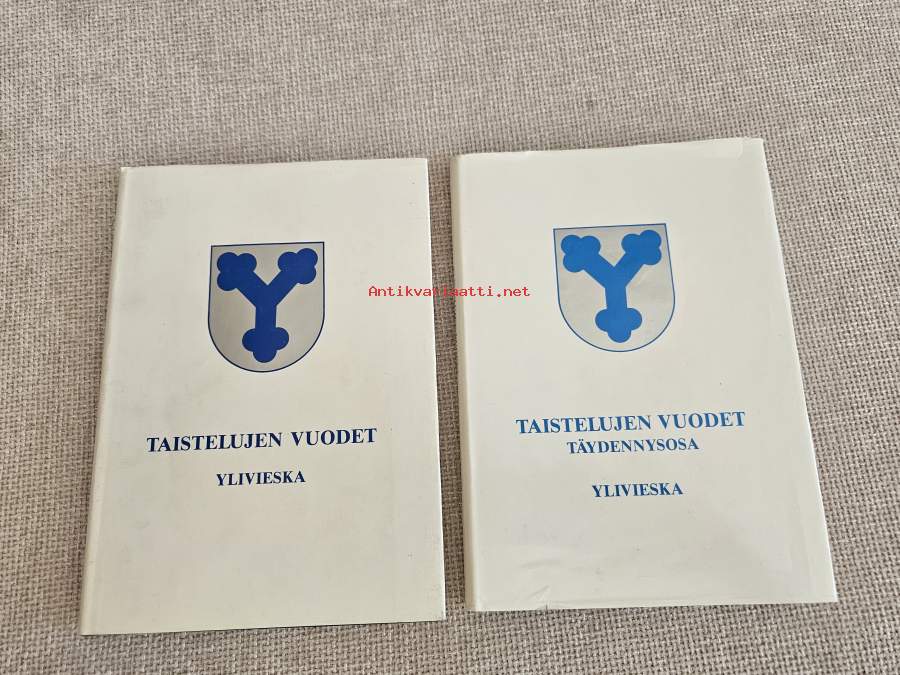 Antikvariaatti.net
TAISTELUJEN VUODET
YLIVIESKA
TAISTELUJEN VUODET
TÄYDENNYSOSA
YLIVIESKA